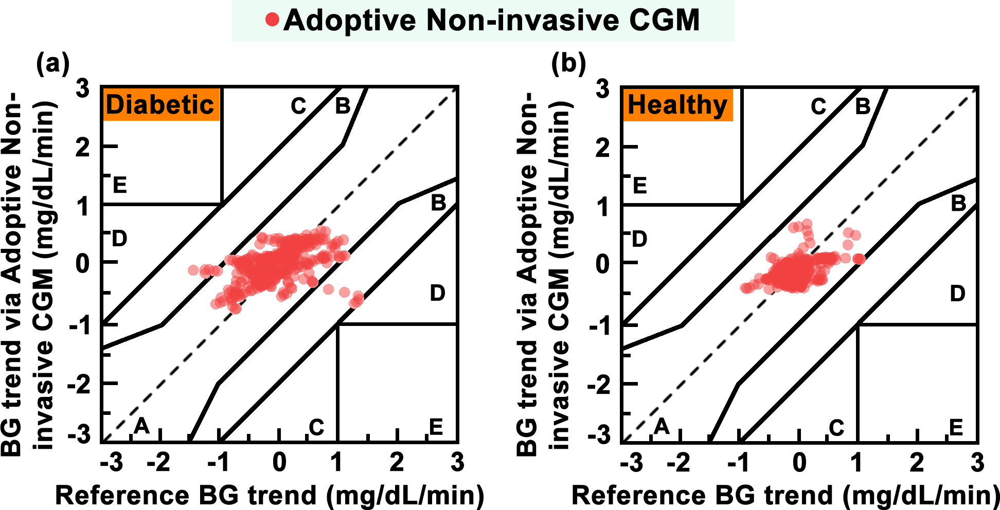 Adoptive Non-invasive CGM
(a)
BG trend via Adoptive Non-
invasive CGM (mg/dL/min)
3
2
1
0
-1
-2
-3
Diabetic
C
B
E
D
B
D
A
C
E
-3 -2 -1 0 1 2 3
Reference BG trend (mg/dL/min)
(b)
BG trend via Adoptive Non-
invasive CGM (mg/dL/min)
3
2
1
0
-1
-2
-3
Healthy
C
B
E
D
B
D
A
C
E
-3 -2 -1 0 1 2 3
Reference BG trend (mg/dL/min)